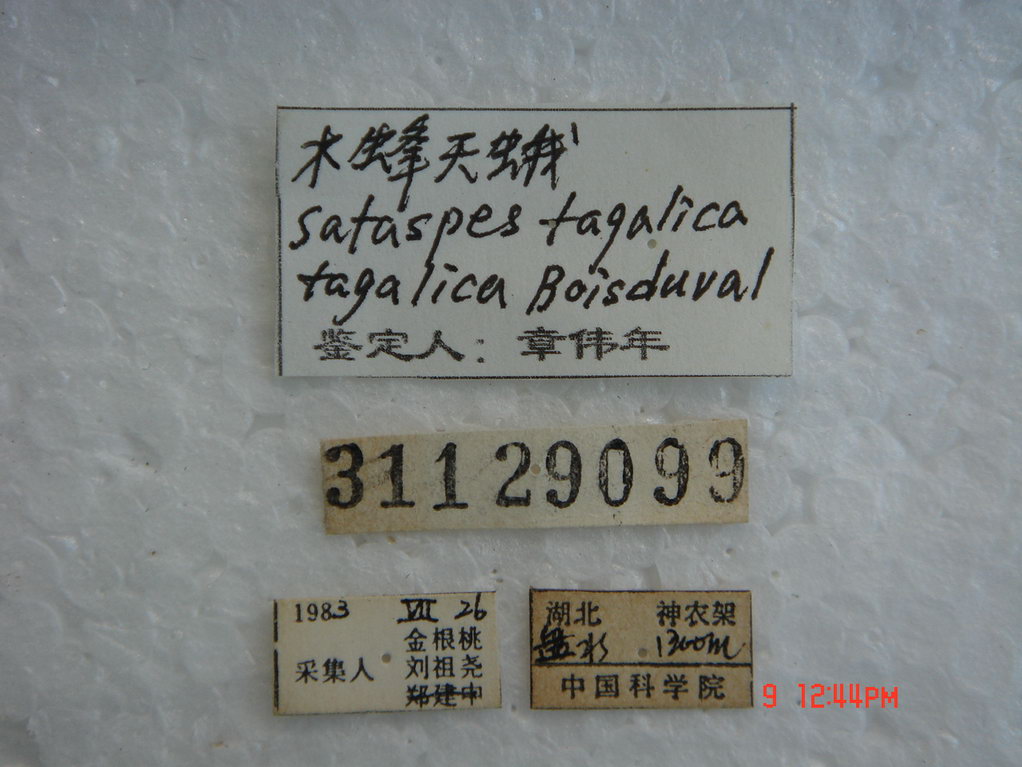 木蜂天蛾
Sataspes tagalica
tagalica Boisduval
鉴定人：章伟年
31129099
1983 VII 26
金根桃
采集人 刘祖尧
郑建中
湖北 神农架
1300m
中国科学院
9 12:44PM